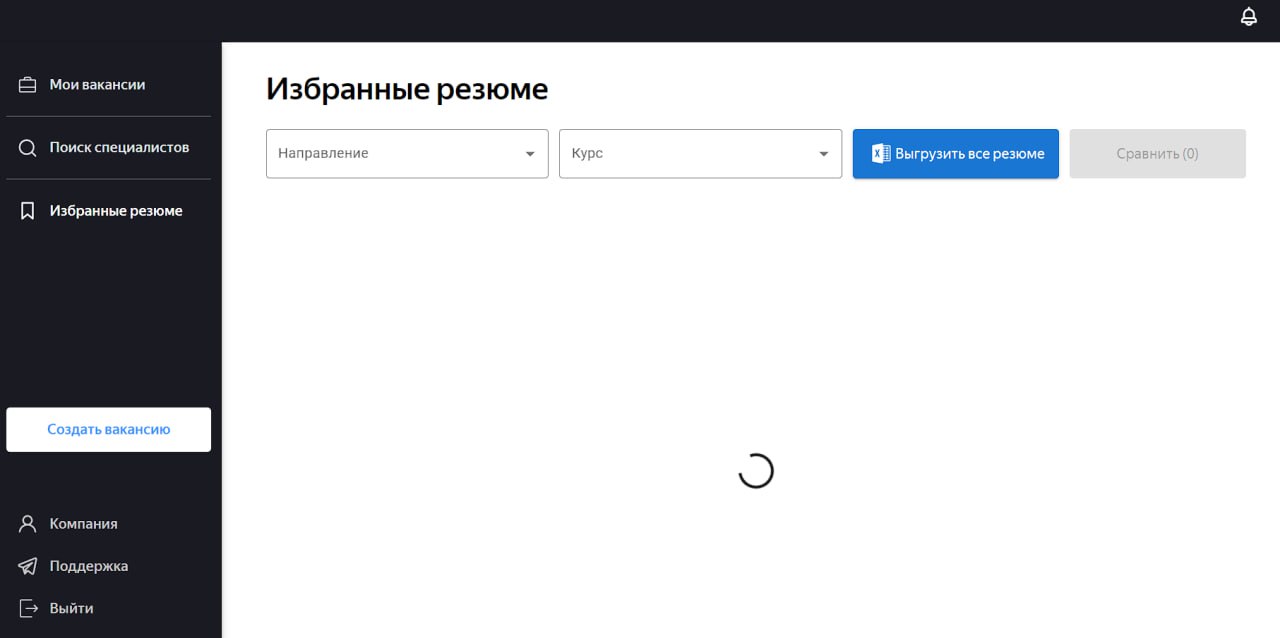 Мои вакансии
Поиск специалистов
Избранные резюме
Создать вакансию
Компания
Поддержка
Выйти
Избранные резюме
Направление
Курс
Выгрузить все резюме
Сравнить (0)